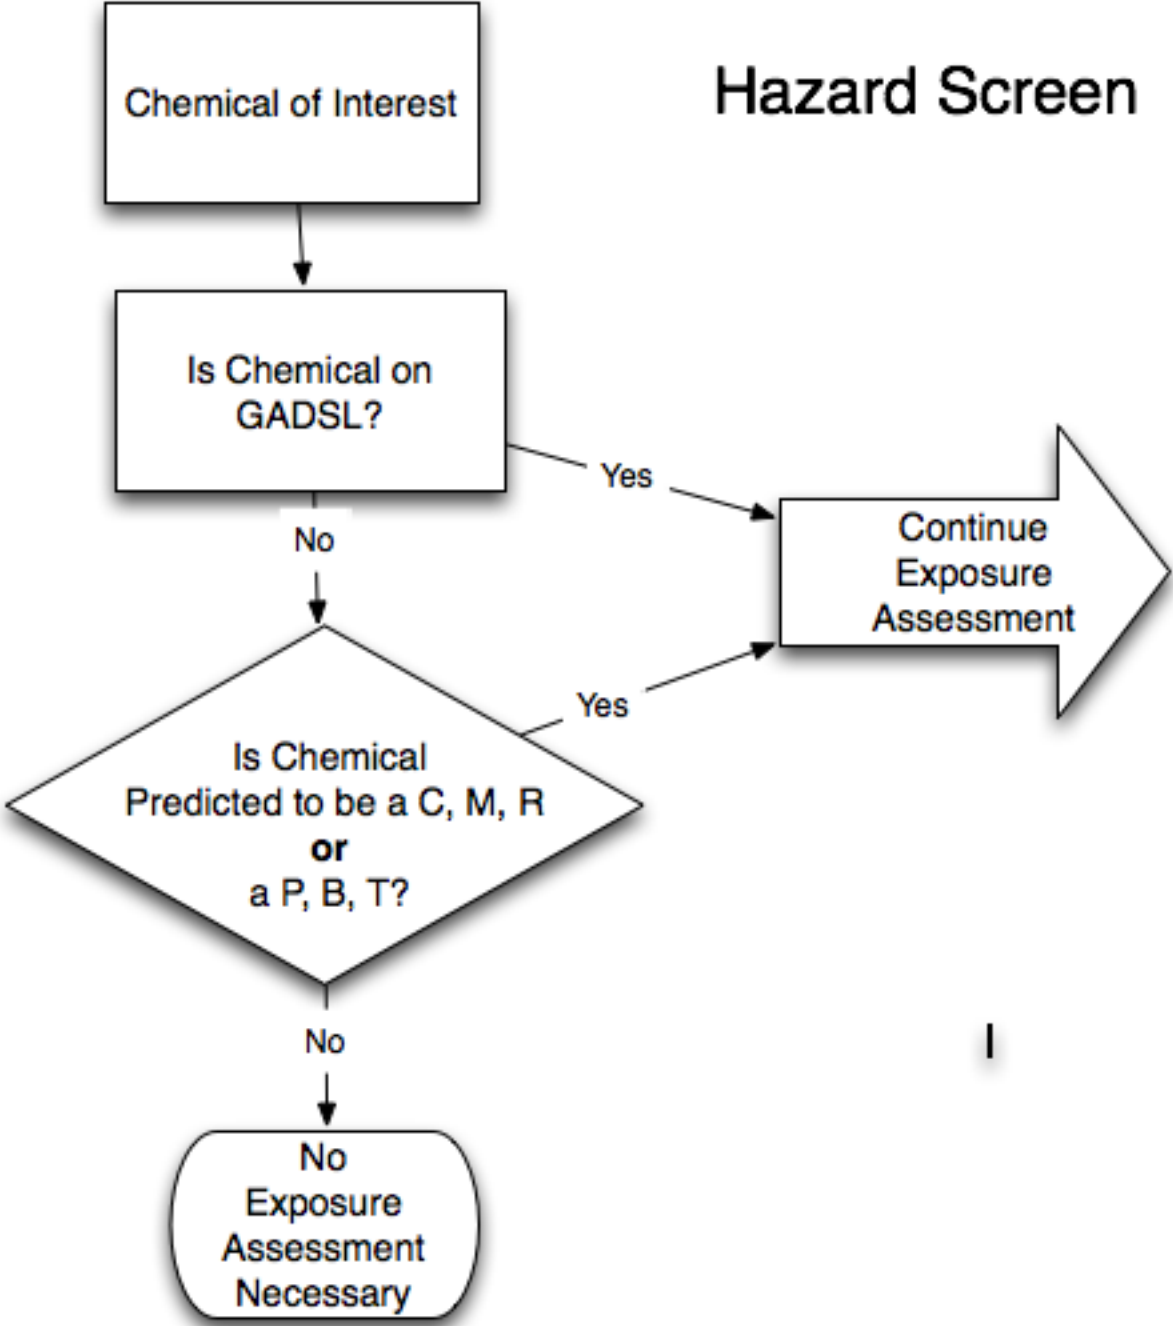 Hazard Screen
Chemical of Interest
Is Chemical on
GADSL?
Yes
No
Continue
Exposure
Assessment
Yes
Is Chemical
Predicted to be a C, M, R
or
a P, B, T?
No
I
No
Exposure
Assessment
Necessary